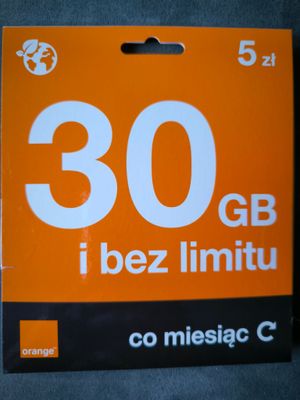 5 zł
30 GB
i bez limitu
co miesiąc
orange